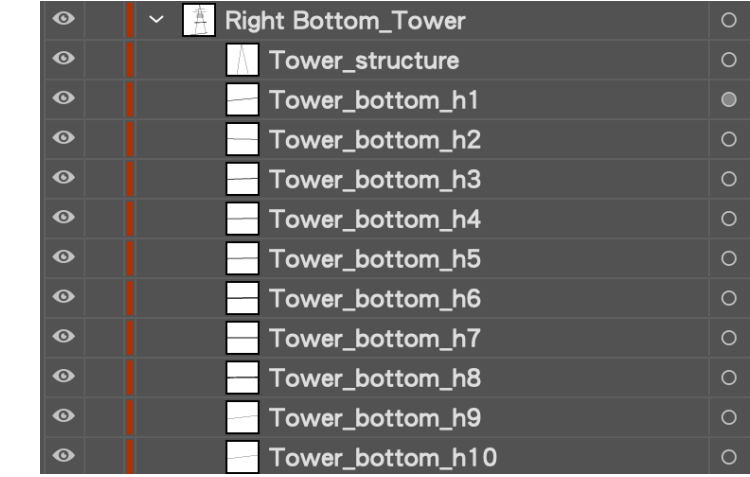 Right Bottom_Tower
Tower_structure
Tower_bottom_h1
Tower_bottom_h2
Tower_bottom_h3
Tower_bottom_h4
Tower_bottom_h5
Tower_bottom_h6
Tower_bottom_h7
Tower_bottom_h8
Tower_bottom_h9
Tower_bottom_h10